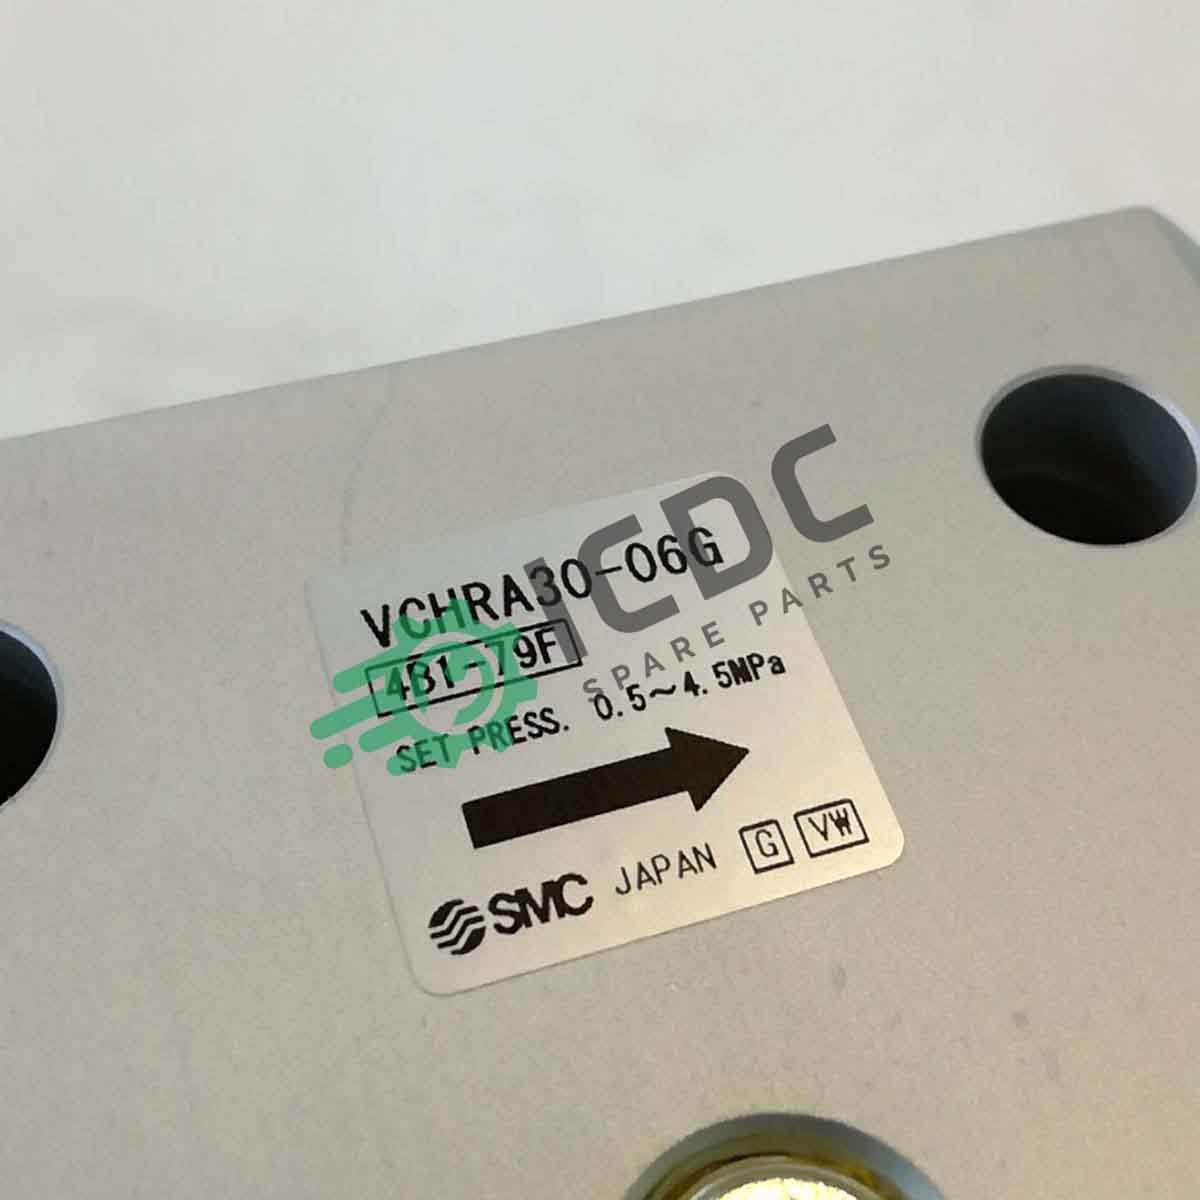 VCHRA30-06G
4B1-79F
SET PRESS. 0.5~4.5MPa
SMC JAPAN G VW
ICDC
SPARE PARTS